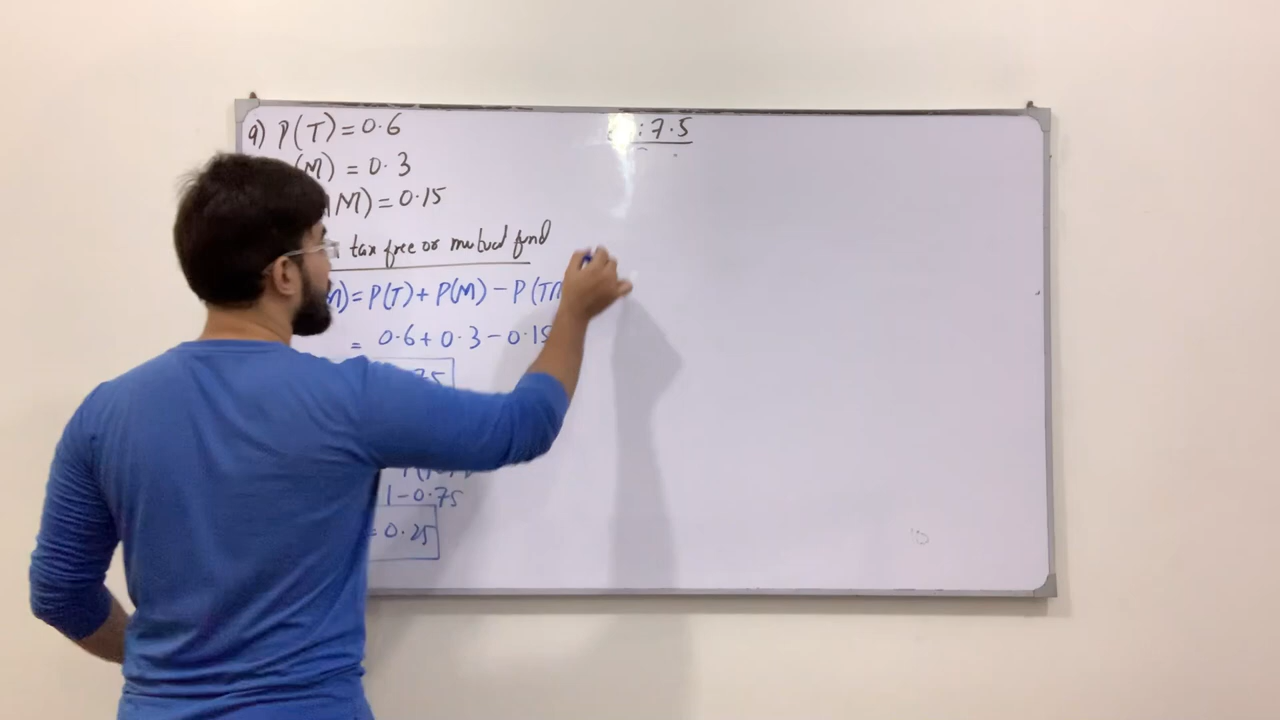 a) P(T) = 0.6
: 7.5
(M) = 0.3
M) = 0.15
tax free or mutual fund
M) = P(T) + P(M) - P(T∩
= 0.6 + 0.3 - 0.15
75
1 - 0.75
= 0.25